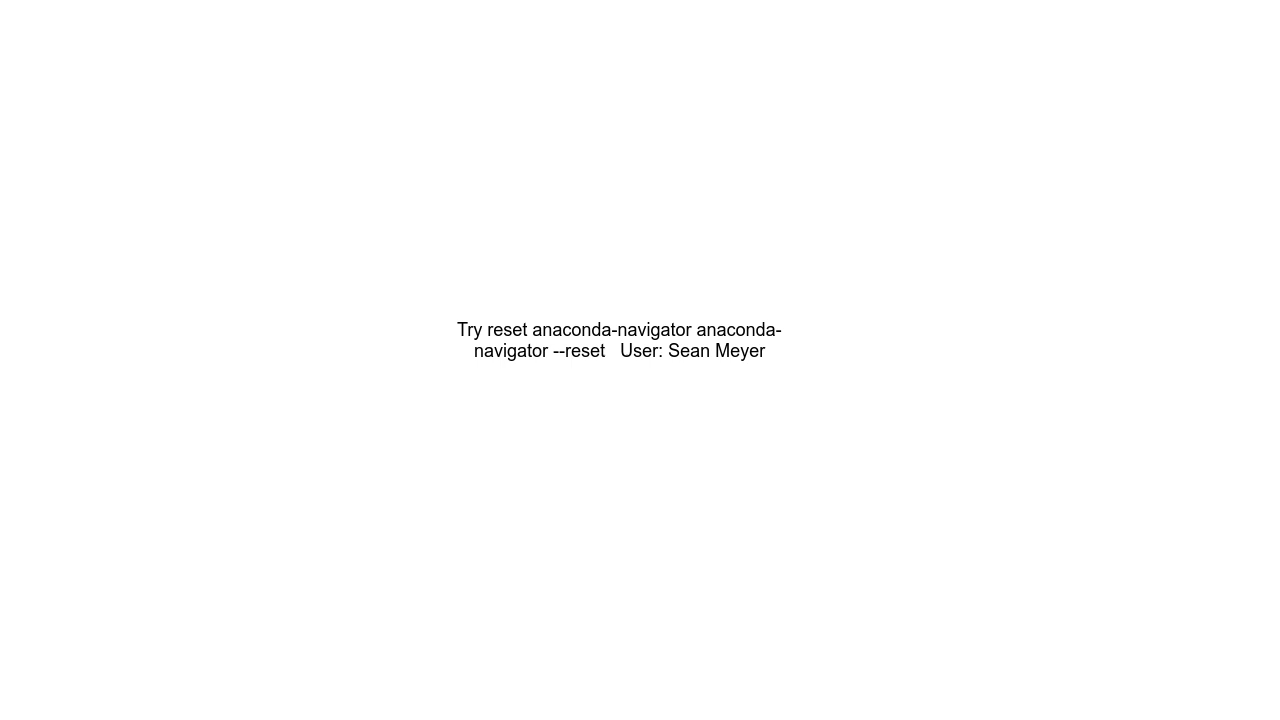 Try reset anaconda-navigator anaconda-
navigator --reset   User: Sean Meyer